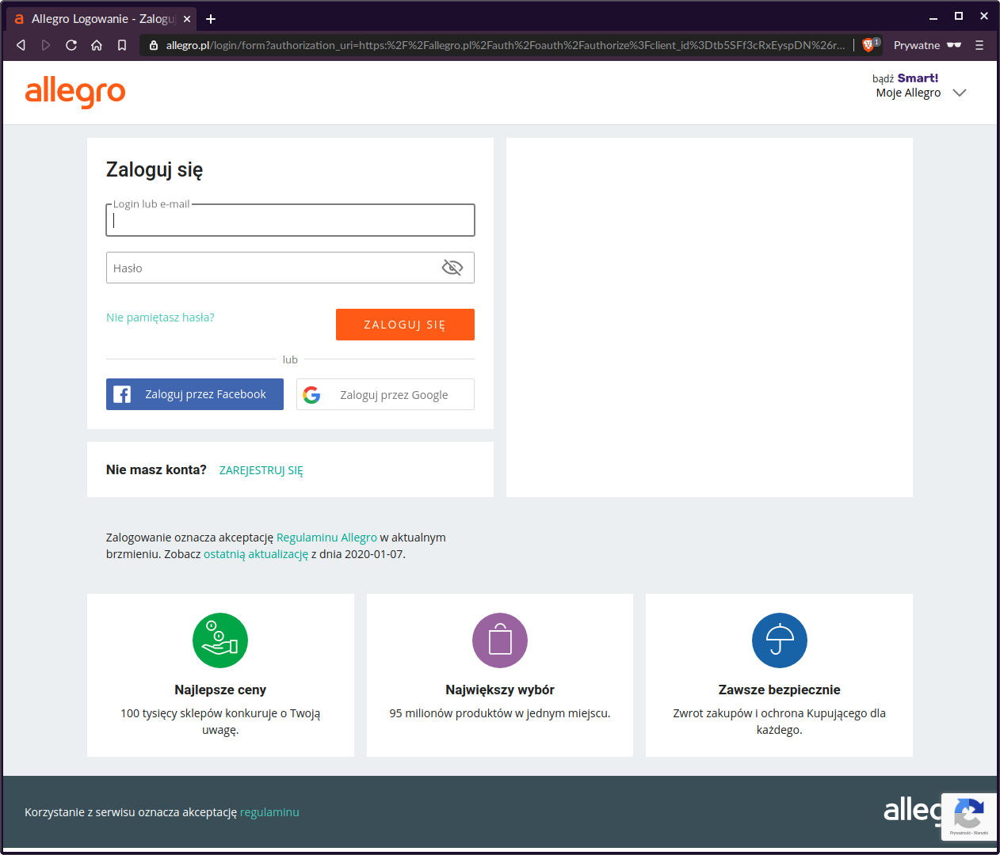 Allegro Logowanie - Zalogu
allegro.pl/login/form?authorization_uri=https:%2F%2Fallegro.pl%2Fauth%2Foauth%2Fauthorize%3Fclient_id%3Dtb5SFf3cRxEyspDN%26r...
1
Prywatne
allegro
bądź Smart!
Moje Allegro
Zaloguj się
Login lub e-mail
Hasło
Nie pamiętasz hasła?
ZALOGUJ SIĘ
lub
Zaloguj przez Facebook
Zaloguj przez Google
Nie masz konta? ZAREJESTRUJ SIĘ
Zalogowanie oznacza akceptację Regulaminu Allegro w aktualnym
brzmieniu. Zobacz ostatnią aktualizację z dnia 2020-01-07.
Najlepsze ceny
100 tysięcy sklepów konkuruje o Twoją
uwagę.
Największy wybór
95 milionów produktów w jednym miejscu.
Zawsze bezpiecznie
Zwrot zakupów i ochrona Kupującego dla
każdego.
Korzystanie z serwisu oznacza akceptację regulaminu
alleg
Prywatność - Warunki